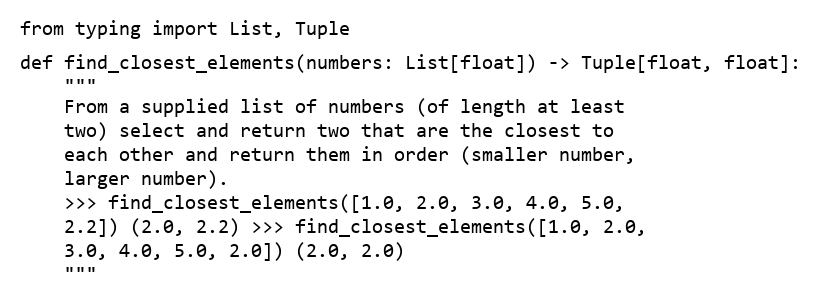 from typing import List, Tuple
def find_closest_elements(numbers: List[float]) -> Tuple[float, float]:
    """
    From a supplied list of numbers (of length at least
    two) select and return two that are the closest to
    each other and return them in order (smaller number,
    larger number).
    >>> find_closest_elements([1.0, 2.0, 3.0, 4.0, 5.0,
    2.2]) (2.0, 2.2) >>> find_closest_elements([1.0, 2.0,
    3.0, 4.0, 5.0, 2.0]) (2.0, 2.0)
    """